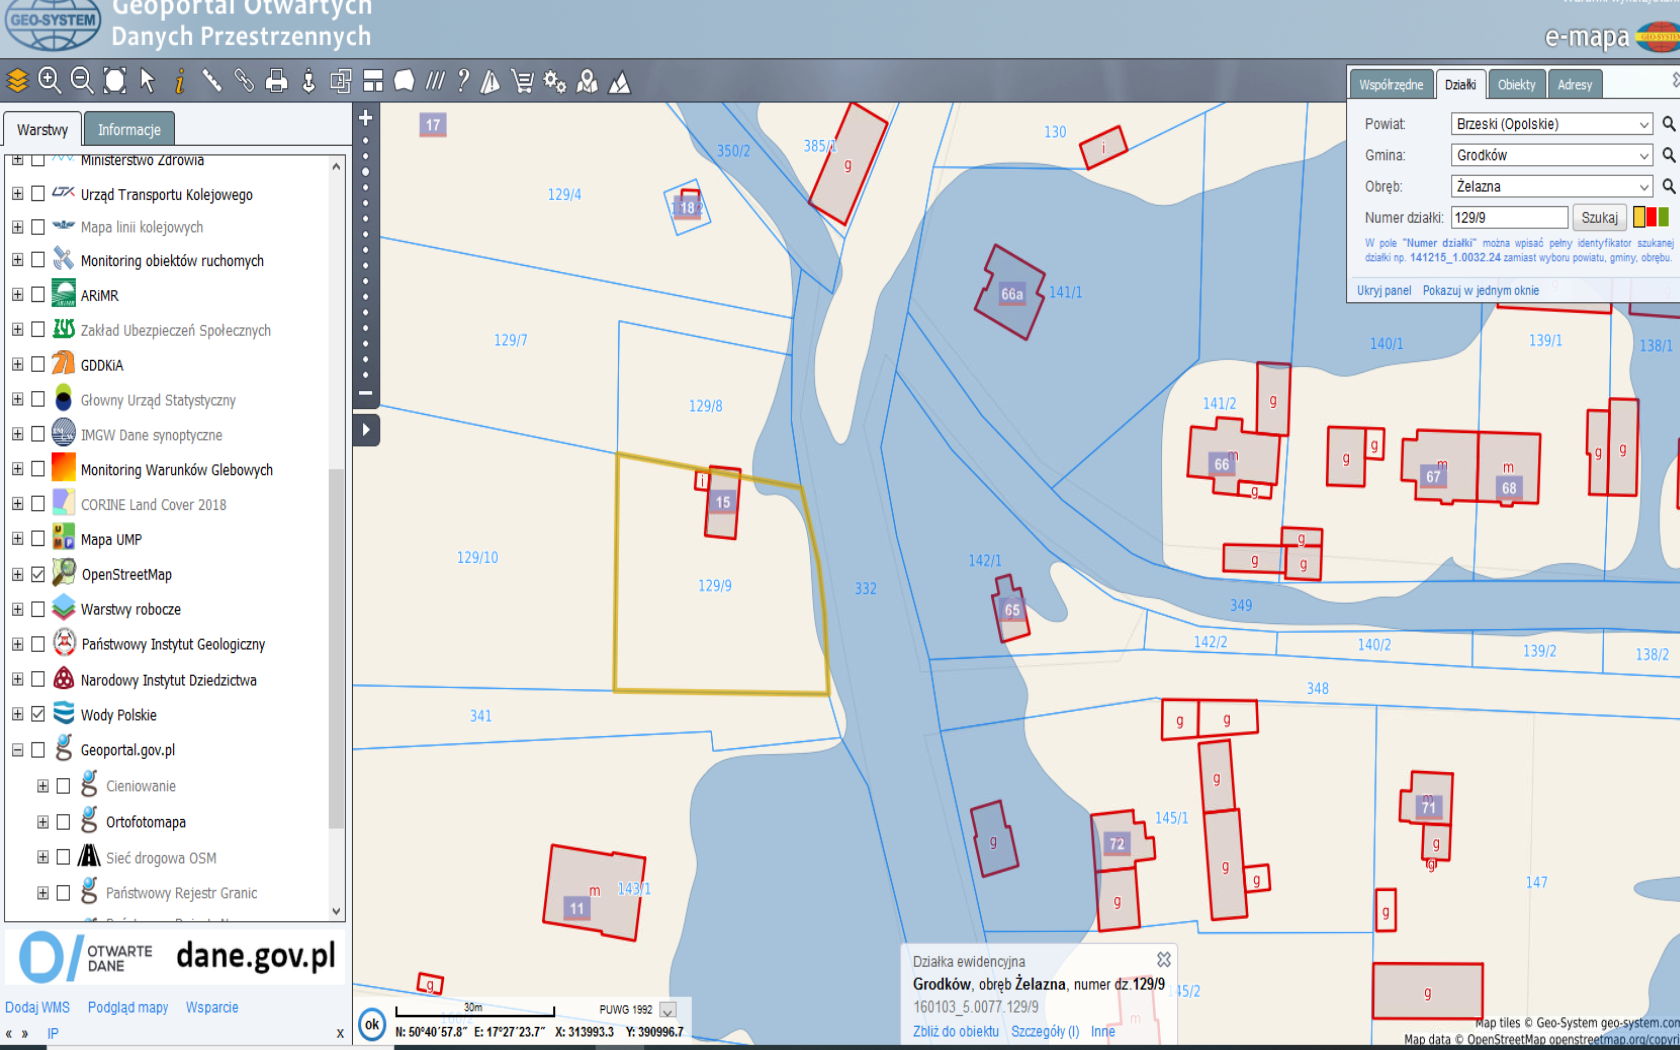 GEO-SYSTEM
Geoportal Otwartych
Danych Przestrzennych
e-mapa
GEO-SYSTEM
Warstwy
Informacje
Ministerstwo Zdrowia
Urząd Transportu Kolejowego
Mapa linii kolejowych
Monitoring obiektów ruchomych
ARiMR
Zakład Ubezpieczeń Społecznych
GDDKiA
Głowny Urząd Statystyczny
IMGW Dane synoptyczne
Monitoring Warunków Glebowych
CORINE Land Cover 2018
Mapa UMP
OpenStreetMap
Warstwy robocze
Państwowy Instytut Geologiczny
Narodowy Instytut Dziedzictwa
Wody Polskie
Geoportal.gov.pl
Cieniowanie
Ortofotomapa
Sieć drogowa OSM
Państwowy Rejestr Granic
OTWARTE
DANE
dane.gov.pl
Dodaj WMS Podgląd mapy Wsparcie
« » IP x
Współrzędne Działki Obiekty Adresy
Powiat: Brzeski (Opolskie)
Gmina: Grodków
Obręb: Żelazna
Numer działki: 129/9 Szukaj
W pole "Numer działki" można wpisać pełny identyfikator szukanej
działki np. 141215_1.0032.24 zamiast wyboru powiatu, gminy, obrębu.
Ukryj panel Pokazuj w jednym oknie
17
350/2
385/1
g
130
i
129/4
18
66a
141/1
129/7
140/1
139/1
138/1
129/8
141/2
g
m
66
g
g
g
m
67
m
68
g
g
i
15
129/10
129/9
332
142/1
65
g
g
g
g
349
142/2
140/2
139/2
138/2
348
341
g
g
g
145/1
m
71
g
g
g
72
g
g
g
147
m
143/1
11
g
g
g
145/2
m
30m
PUWG 1992
ok
N: 50°40'57.8" E: 17°27'23.7" X: 313993.3 Y: 390996.7
Działka ewidencyjna
Grodków, obręb Żelazna, numer dz.129/9
160103_5.0077.129/9
Zbliż do obiektu Szczegóły (I) Inne
Map tiles © Geo-System geo-system.com
Map data © OpenStreetMap openstreetmap.org/copyri